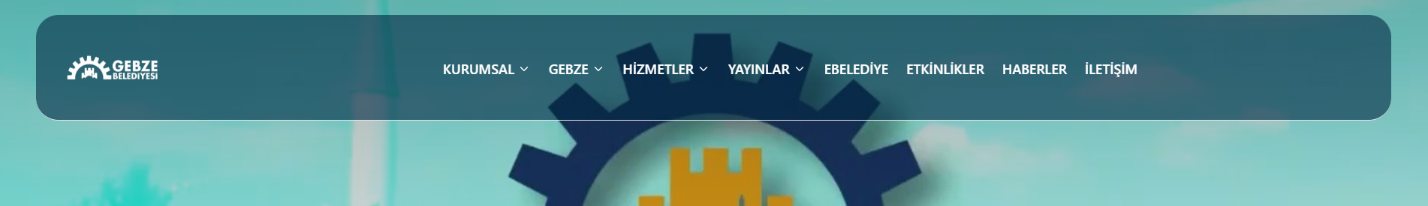 GEBZE
BELEDİYESİ
KURUMSAL GEBZE HİZMETLER YAYINLAR EBELEDİYE ETKİNLİKLER HABERLER İLETİŞİM